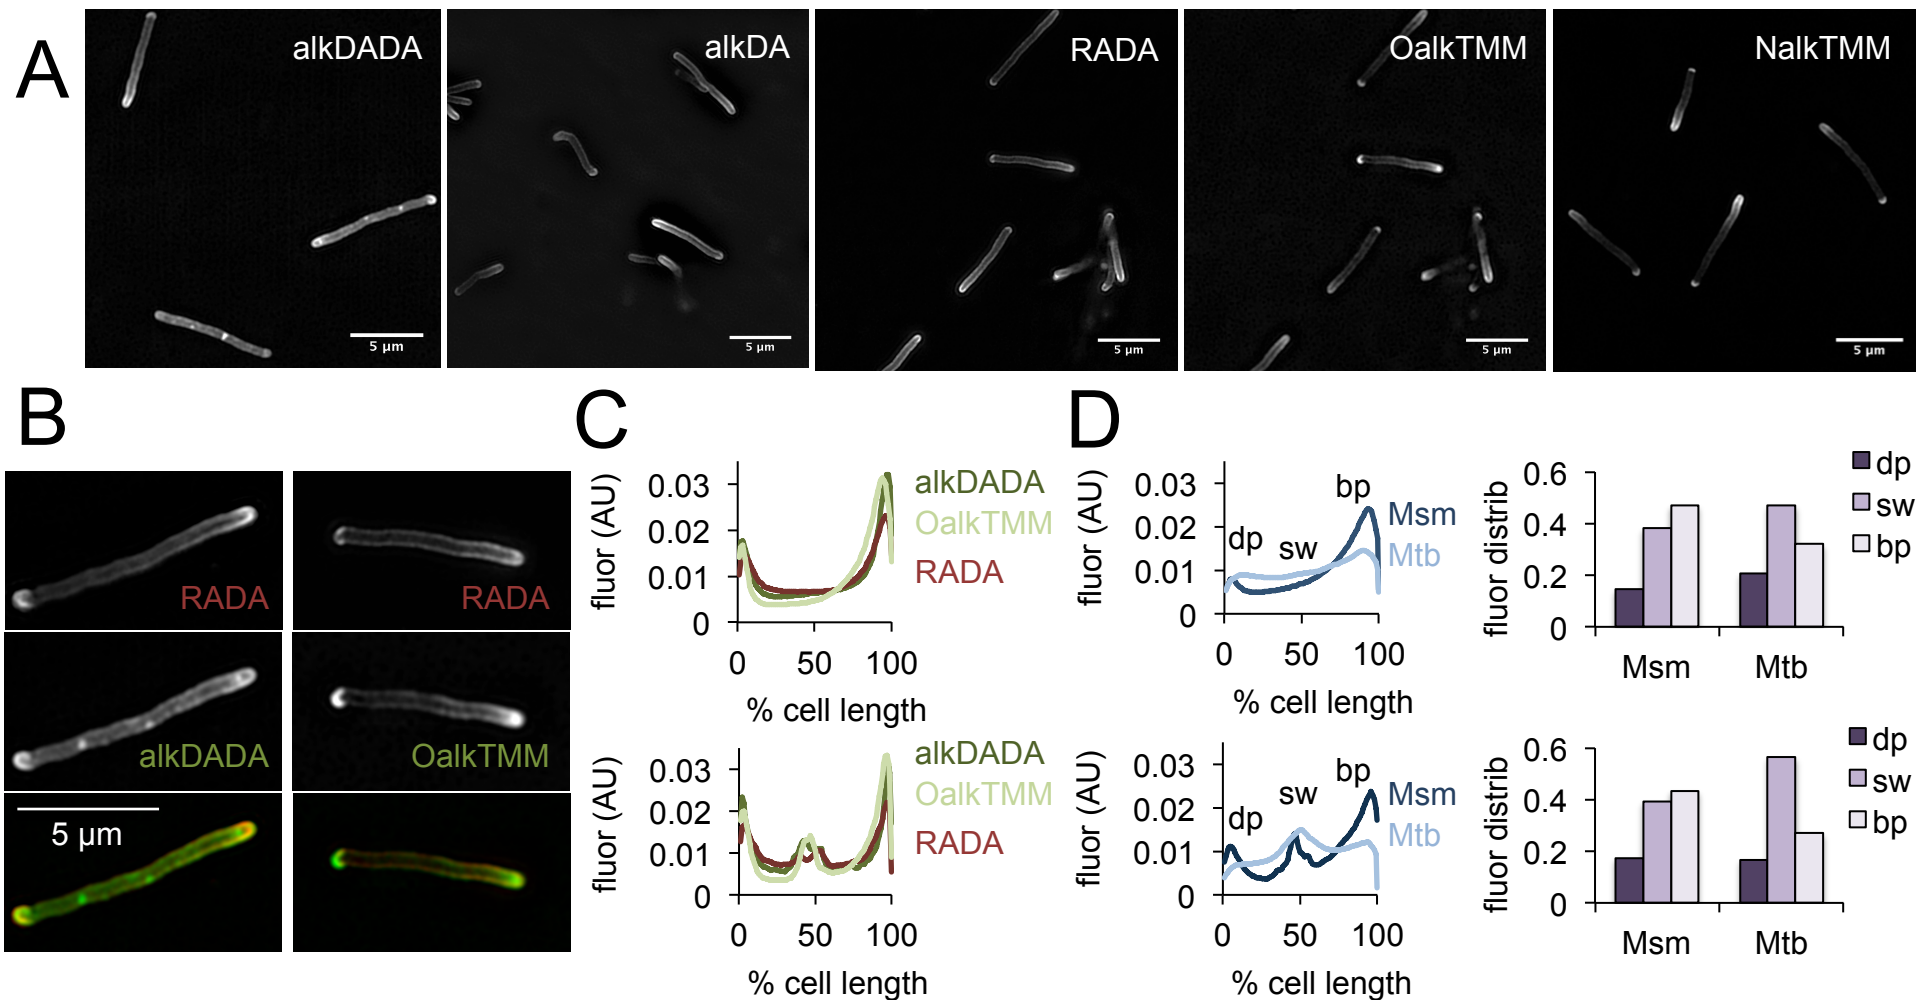 A
alkDADA
alkDA
RADA
OalkTMM
NalkTMM
5 µm
5 µm
5 µm
5 µm
5 µm
B
RADA
RADA
alkDADA
OalkTMM
5 µm
C
fluor (AU)
0.03
0.02
0.01
0
0
50
100
% cell length
alkDADA
OalkTMM
RADA
fluor (AU)
0.03
0.02
0.01
0
0
50
100
% cell length
alkDADA
OalkTMM
RADA
D
fluor (AU)
0.03
0.02
0.01
0
dp
sw
bp
Msm
Mtb
0
50
100
% cell length
fluor distrib
0.6
0.4
0.2
0
Msm
Mtb
dp
sw
bp
fluor (AU)
0.03
0.02
0.01
0
dp
sw
bp
Msm
Mtb
0
50
100
% cell length
fluor distrib
0.6
0.4
0.2
0
Msm
Mtb
dp
sw
bp